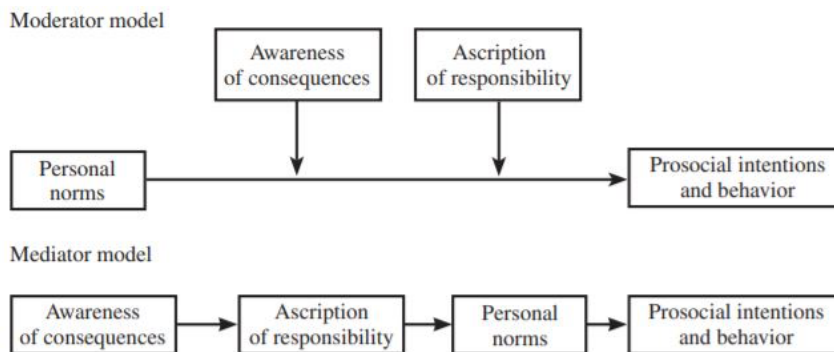 Moderator model
Awareness
of consequences
Ascription
of responsibility
Personal
norms
Prosocial intentions
and behavior
Mediator model
Awareness
of consequences
Ascription
of responsibility
Personal
norms
Prosocial intentions
and behavior